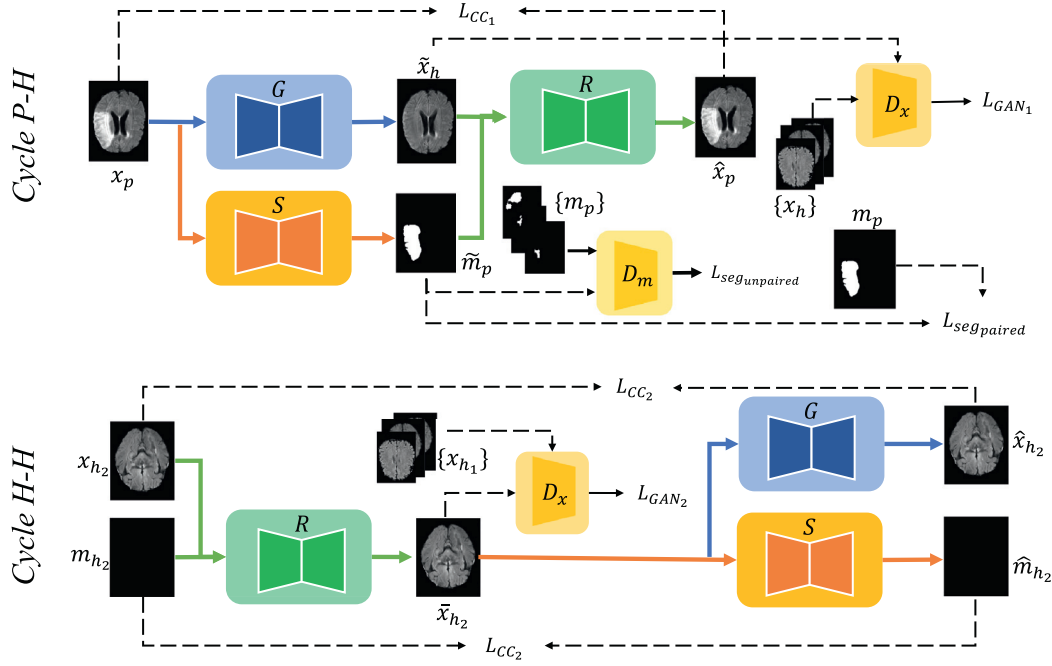 Cycle P-H
L_{CC_1}
x_p
G
x̃_h
R
x̂_p
D_x
L_{GAN_1}
{x_h}
S
m̃_p
{m_p}
D_m
L_{seg_{unpaired}}
m_p
L_{seg_{paired}}
Cycle H-H
L_{CC_2}
x_{h_2}
m_{h_2}
R
x̄_{h_2}
{x_{h_1}}
D_x
L_{GAN_2}
G
x̂_{h_2}
S
m̂_{h_2}
L_{CC_2}